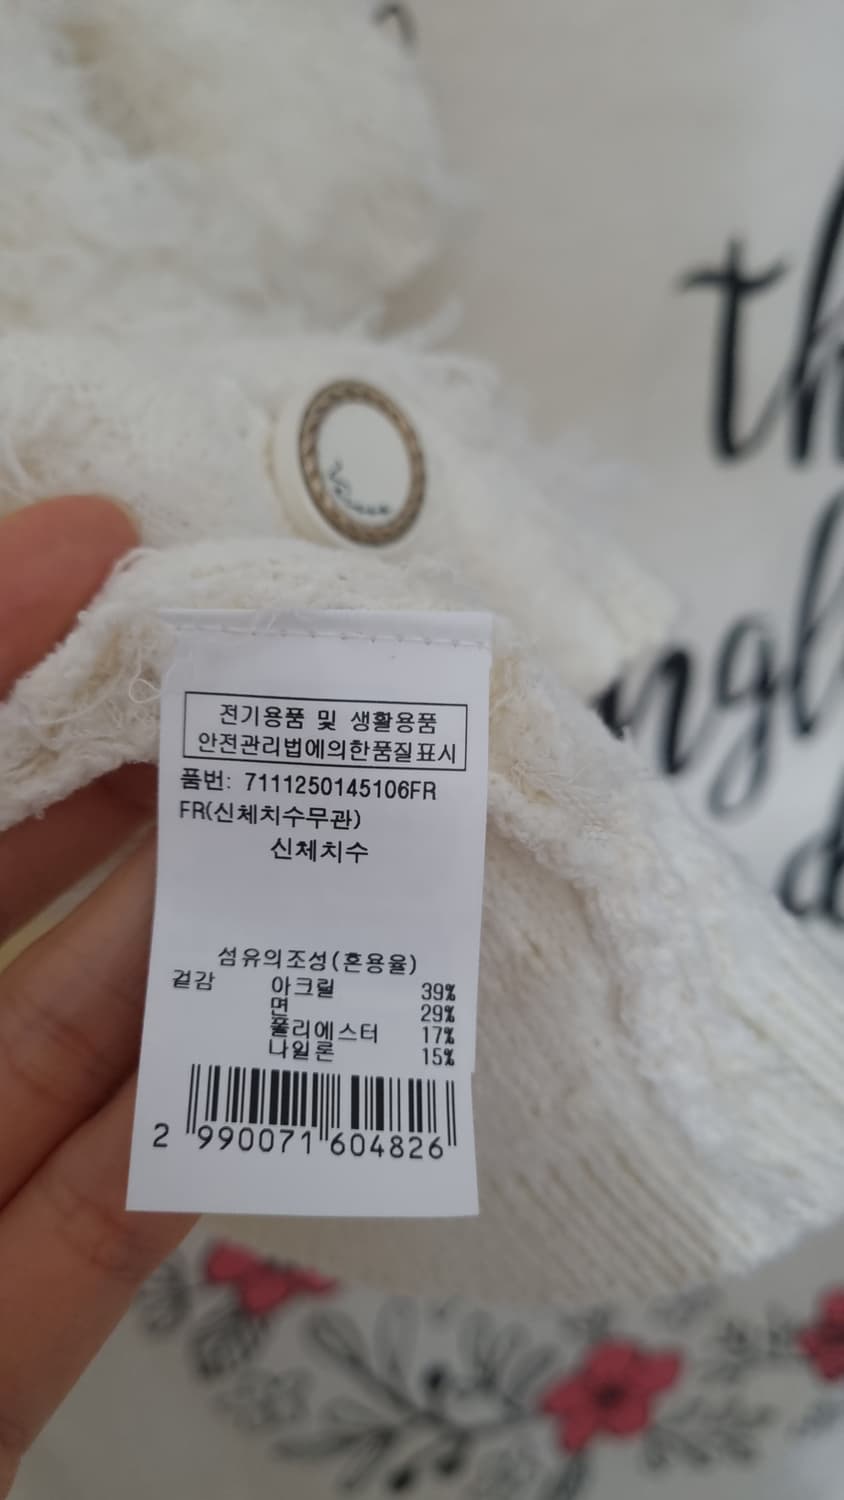 전기용품 및 생활용품
안전관리법에의한품질표시
품번: 7111250145106FR
FR(신체치수무관)
신체치수
섬유의조성(혼용율)
겉감 아크릴 39%
면 29%
폴리에스터 17%
나일론 15%
2 990071 604826